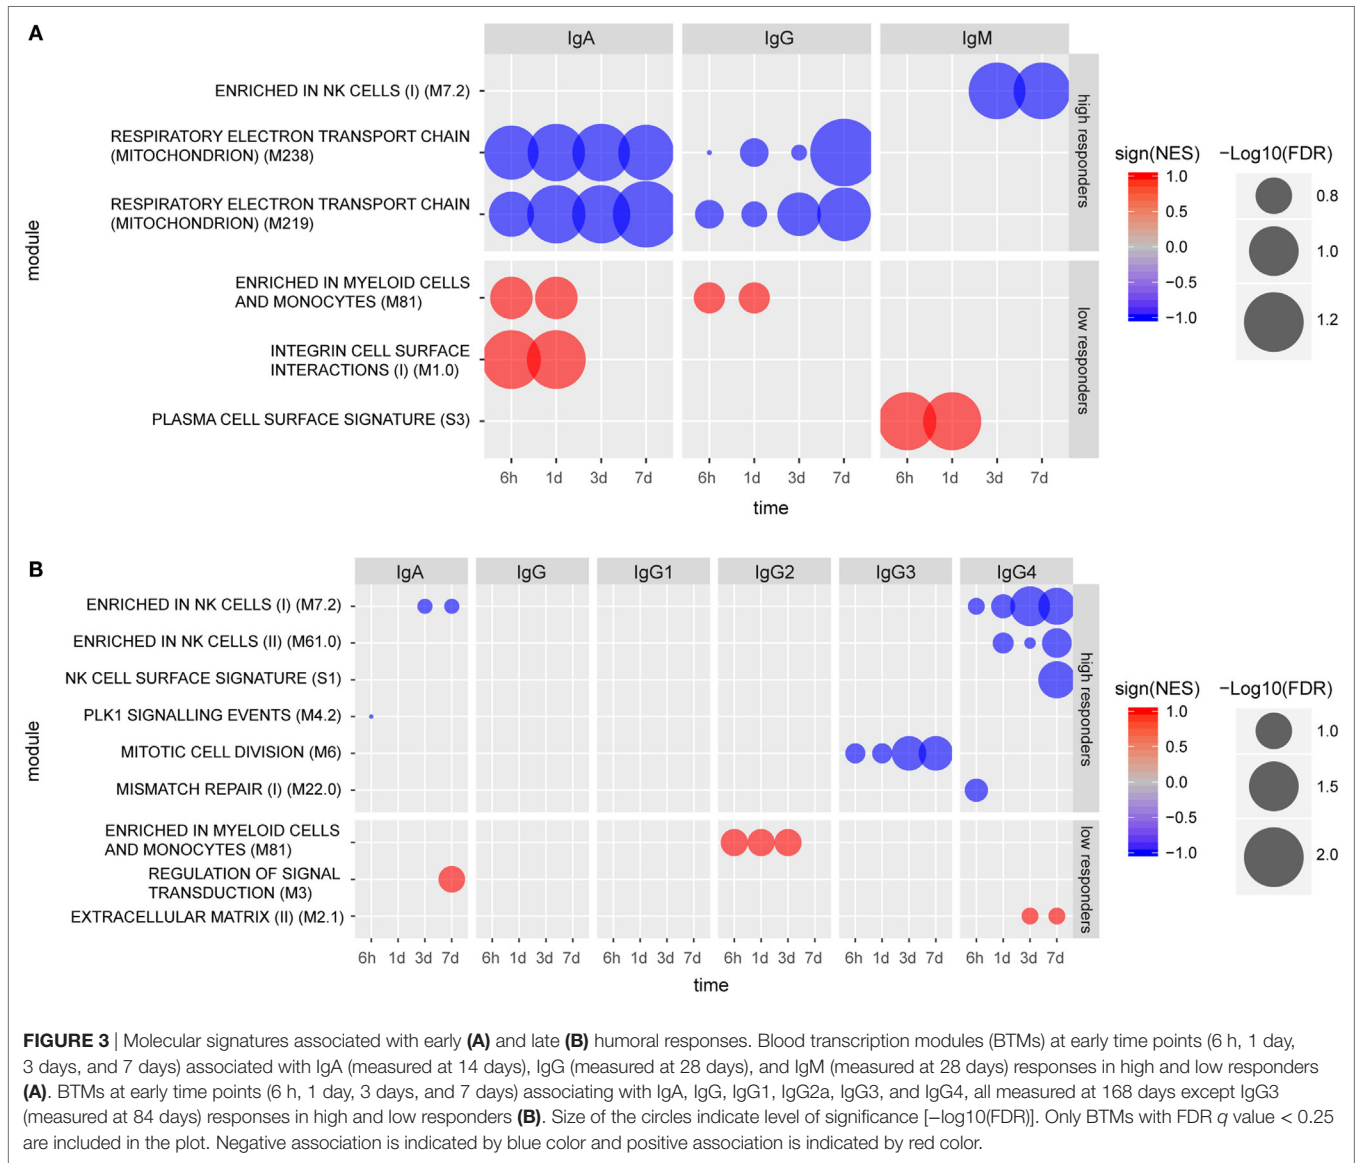 A
IgA IgG IgM
ENRICHED IN NK CELLS (I) (M7.2)
RESPIRATORY ELECTRON TRANSPORT CHAIN
(MITOCHONDRION) (M238)
RESPIRATORY ELECTRON TRANSPORT CHAIN
(MITOCHONDRION) (M219)
high responders
ENRICHED IN MYELOID CELLS
AND MONOCYTES (M81)
INTEGRIN CELL SURFACE
INTERACTIONS (I) (M1.0)
PLASMA CELL SURFACE SIGNATURE (S3)
low responders
module
6h 1d 3d 7d 6h 1d 3d 7d 6h 1d 3d 7d
time
sign(NES)
1.0
0.5
0.0
−0.5
−1.0
−Log10(FDR)
0.8
1.0
1.2
B
IgA IgG IgG1 IgG2 IgG3 IgG4
ENRICHED IN NK CELLS (I) (M7.2)
ENRICHED IN NK CELLS (II) (M61.0)
NK CELL SURFACE SIGNATURE (S1)
PLK1 SIGNALLING EVENTS (M4.2)
MITOTIC CELL DIVISION (M6)
MISMATCH REPAIR (I) (M22.0)
high responders
ENRICHED IN MYELOID CELLS
AND MONOCYTES (M81)
REGULATION OF SIGNAL
TRANSDUCTION (M3)
EXTRACELLULAR MATRIX (II) (M2.1)
low responders
module
6h 1d 3d 7d 6h 1d 3d 7d 6h 1d 3d 7d 6h 1d 3d 7d 6h 1d 3d 7d 6h 1d 3d 7d
time
sign(NES)
1.0
0.5
0.0
−0.5
−1.0
−Log10(FDR)
1.0
1.5
2.0
FIGURE 3 | Molecular signatures associated with early (A) and late (B) humoral responses. Blood transcription modules (BTMs) at early time points (6 h, 1 day,
3 days, and 7 days) associated with IgA (measured at 14 days), IgG (measured at 28 days), and IgM (measured at 28 days) responses in high and low responders
(A). BTMs at early time points (6 h, 1 day, 3 days, and 7 days) associating with IgA, IgG, IgG1, IgG2a, IgG3, and IgG4, all measured at 168 days except IgG3
(measured at 84 days) responses in high and low responders (B). Size of the circles indicate level of significance [−log10(FDR)]. Only BTMs with FDR q value < 0.25
are included in the plot. Negative association is indicated by blue color and positive association is indicated by red color.